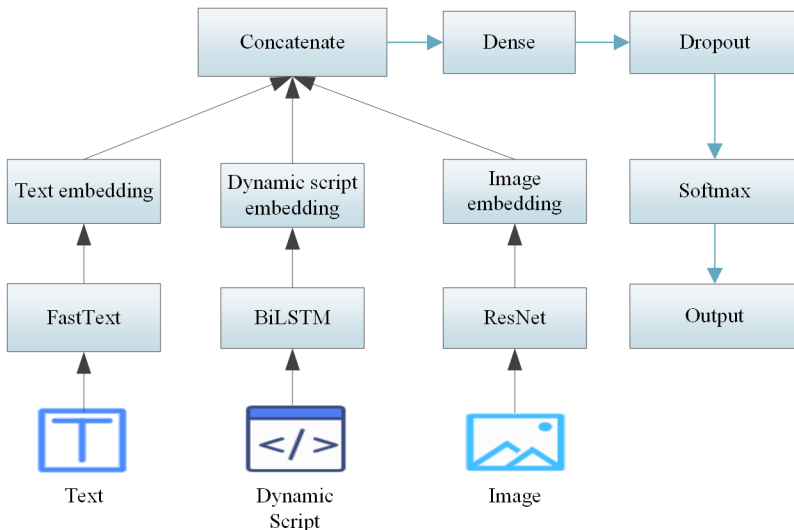 Concatenate
Dense
Dropout
Text embedding
Dynamic script
embedding
Image
embedding
Softmax
FastText
BiLSTM
ResNet
Output
T
</>
Text
Dynamic
Script
Image